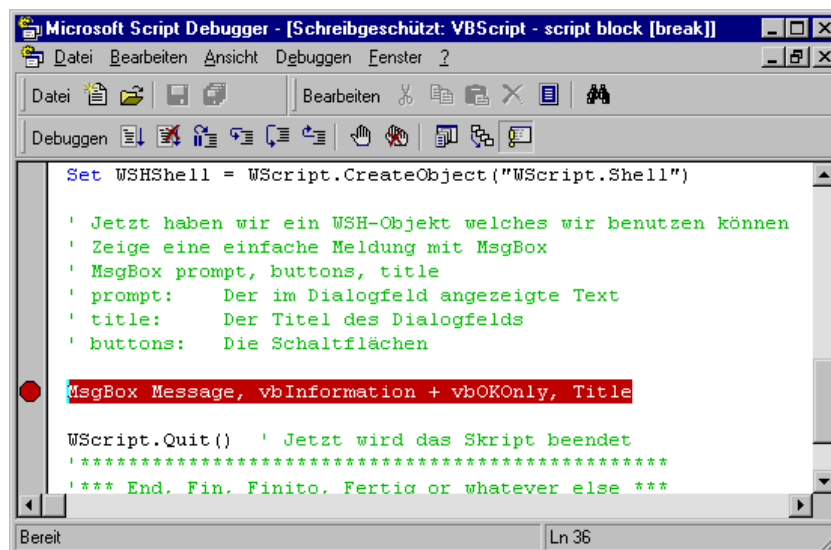 Microsoft Script Debugger - [Schreibgeschützt: VBScript - script block [break]]
Datei Bearbeiten Ansicht Debuggen Fenster ?
Datei Bearbeiten
Debuggen
Set WSHShell = WScript.CreateObject("WScript.Shell")
' Jetzt haben wir ein WSH-Objekt welches wir benutzen können
' Zeige eine einfache Meldung mit MsgBox
' MsgBox prompt, buttons, title
' prompt: Der im Dialogfeld angezeigte Text
' title: Der Titel des Dialogfelds
' buttons: Die Schaltflächen
MsgBox Message, vbInformation + vbOKOnly, Title
WScript.Quit() ' Jetzt wird das Skript beendet
'**************************************************
'*** End, Fin, Finito, Fertig or whatever else ***
Bereit Ln 36